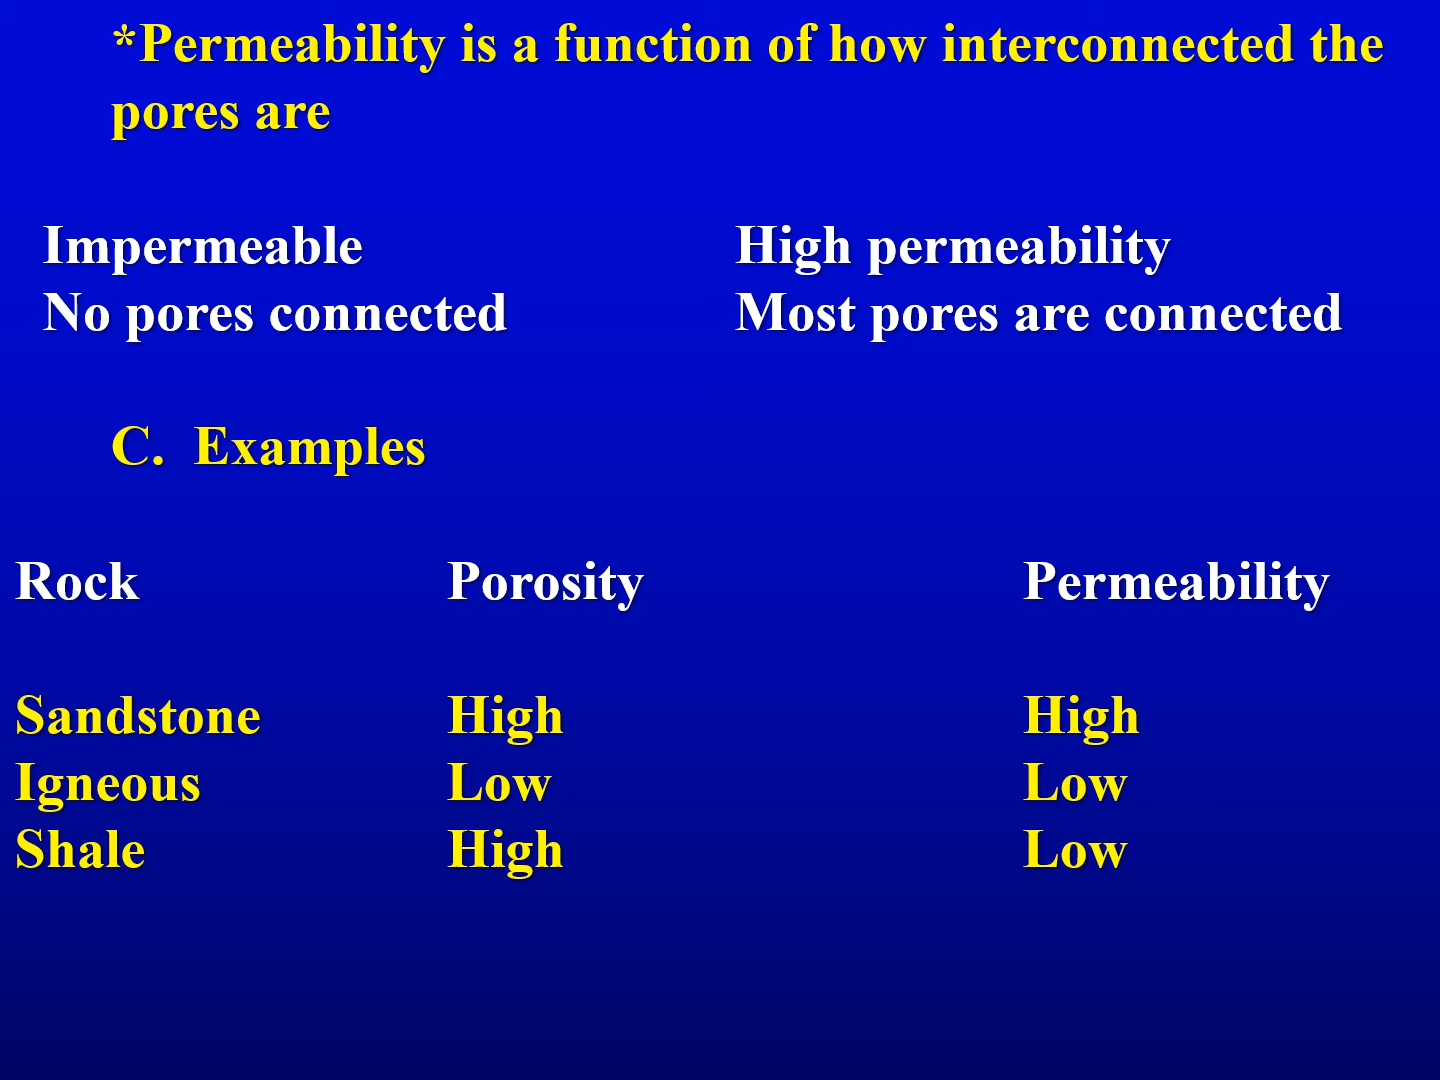 *Permeability is a function of how interconnected the
pores are
Impermeable High permeability
No pores connected Most pores are connected
C. Examples
Rock Porosity Permeability
Sandstone High High
Igneous Low Low
Shale High Low